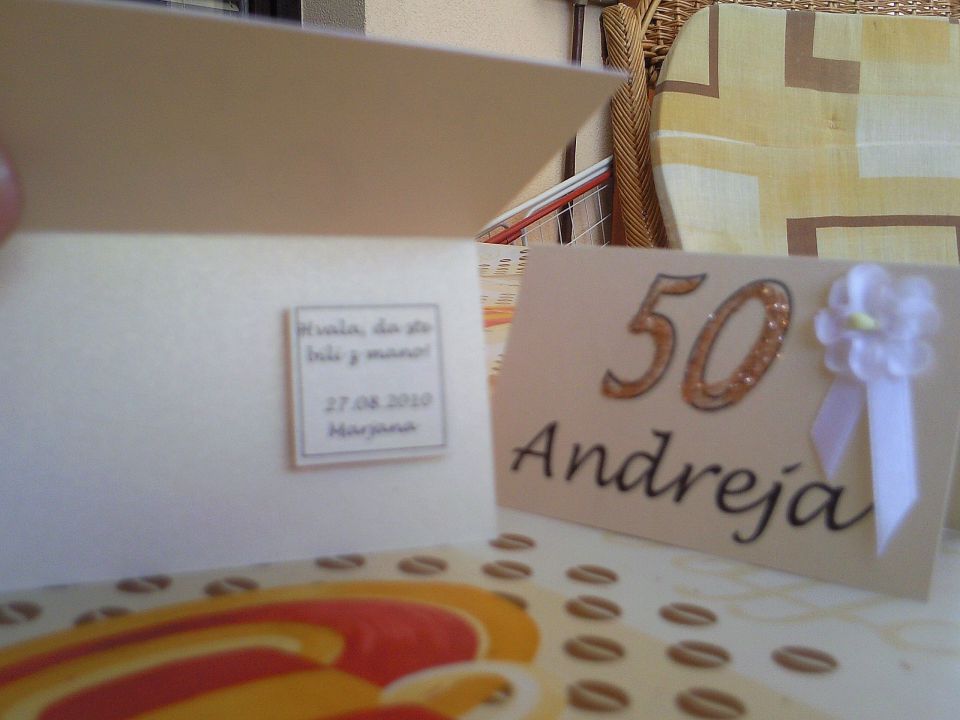 Hvala, da ste
bili z mano!
27.08.2010
Marjana
50
Andreja